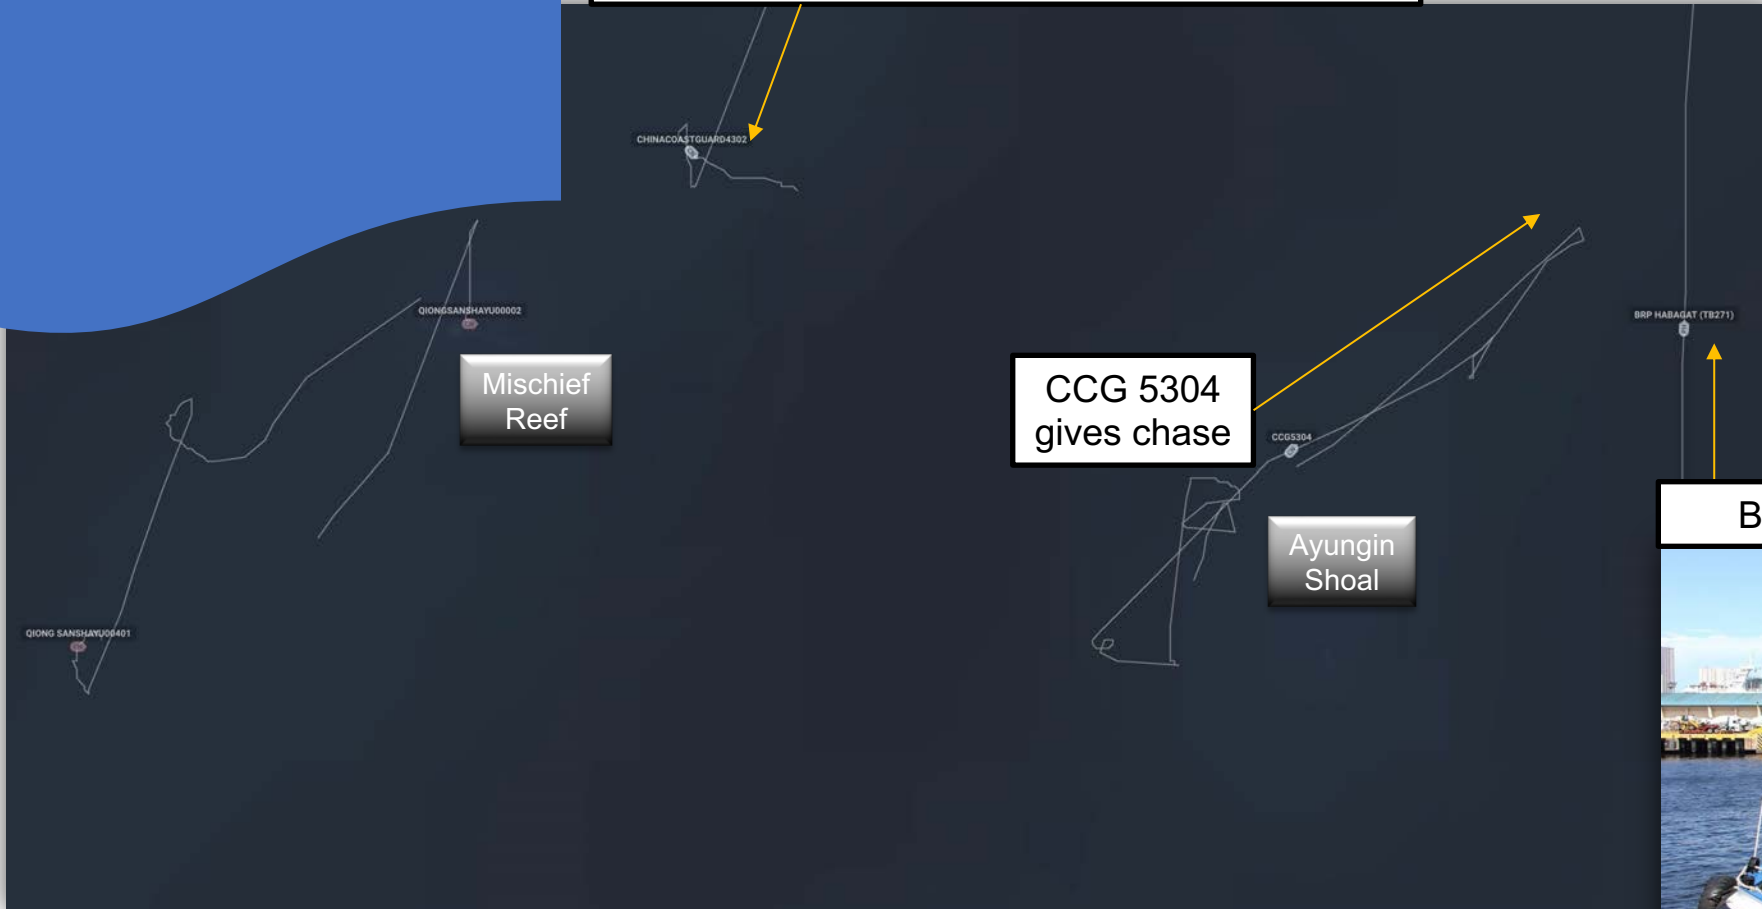 CHINACOASTGUARD4302
QIONGSANSHAYU00002
BRP HABAGAT (TB271)
Mischief
Reef
CCG 5304
gives chase
CCG5304
B
Ayungin
Shoal
QIONG SANSHAYU00401